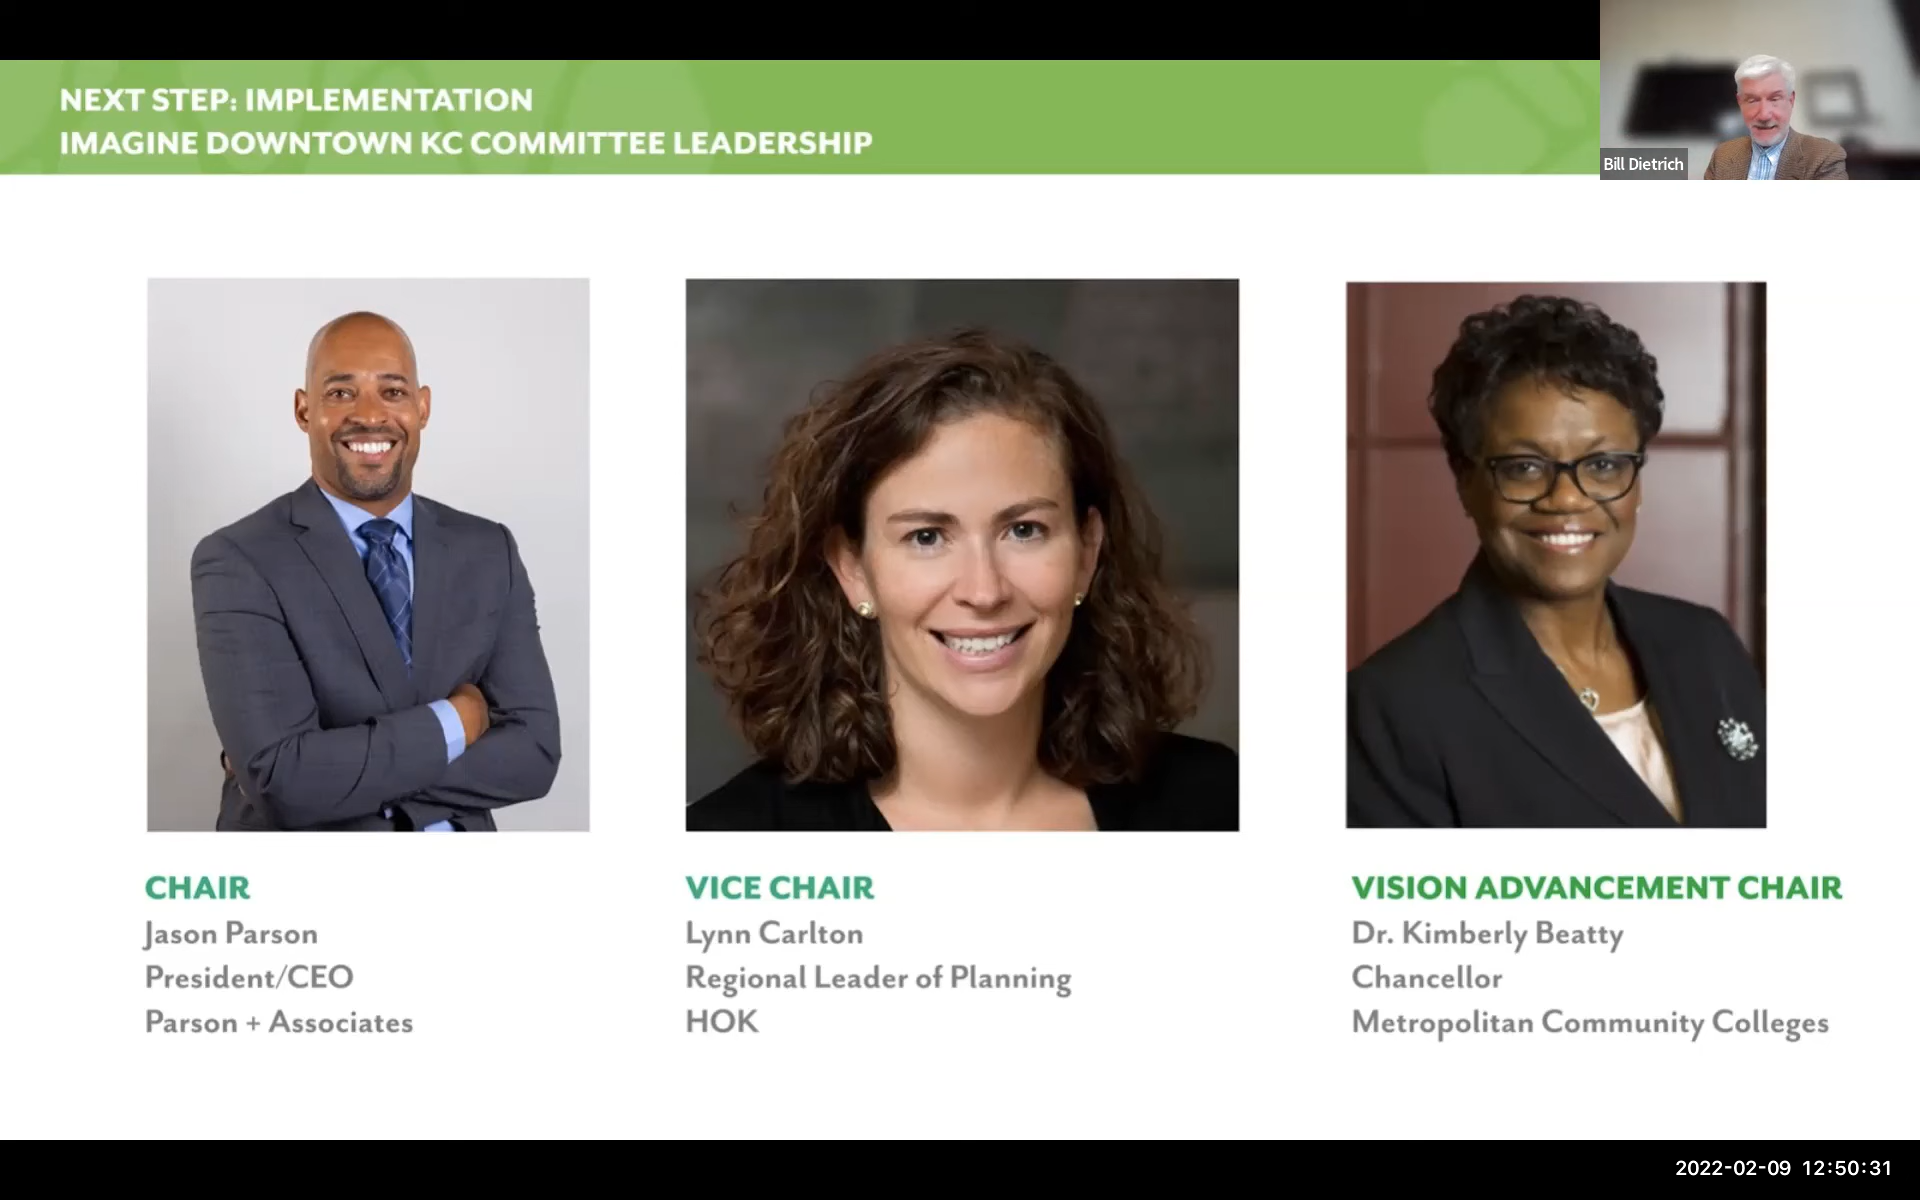 NEXT STEP: IMPLEMENTATION
IMAGINE DOWNTOWN KC COMMITTEE LEADERSHIP
Bill Dietrich
CHAIR
Jason Parson
President/CEO
Parson + Associates
VICE CHAIR
Lynn Carlton
Regional Leader of Planning
HOK
VISION ADVANCEMENT CHAIR
Dr. Kimberly Beatty
Chancellor
Metropolitan Community Colleges
2022-02-09 12:50:31